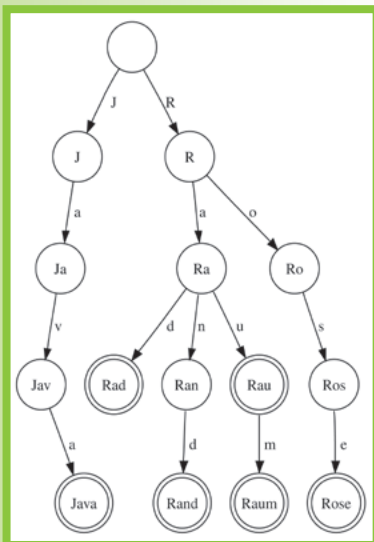 J R
J R
a a o
Ja Ra Ro
v d n u s
Jav Rad Ran Rau Ros
a d m e
Java Rand Raum Rose